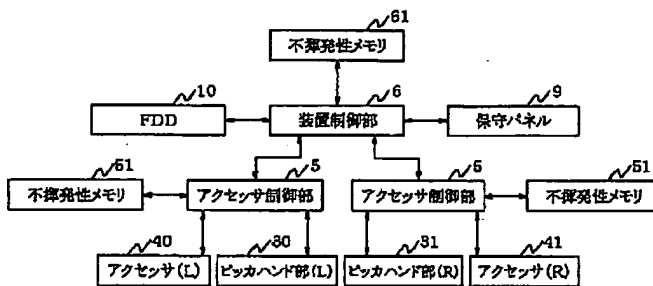 61
不揮発性メモリ
10
6
9
FDD
装置制御部
保守パネル
51
5
5
51
不揮発性メモリ
アクセッサ制御部
アクセッサ制御部
不揮発性メモリ
40
30
31
41
アクセッサ(L)
ピッカハンド部(L)
ピッカハンド部(R)
アクセッサ(R)